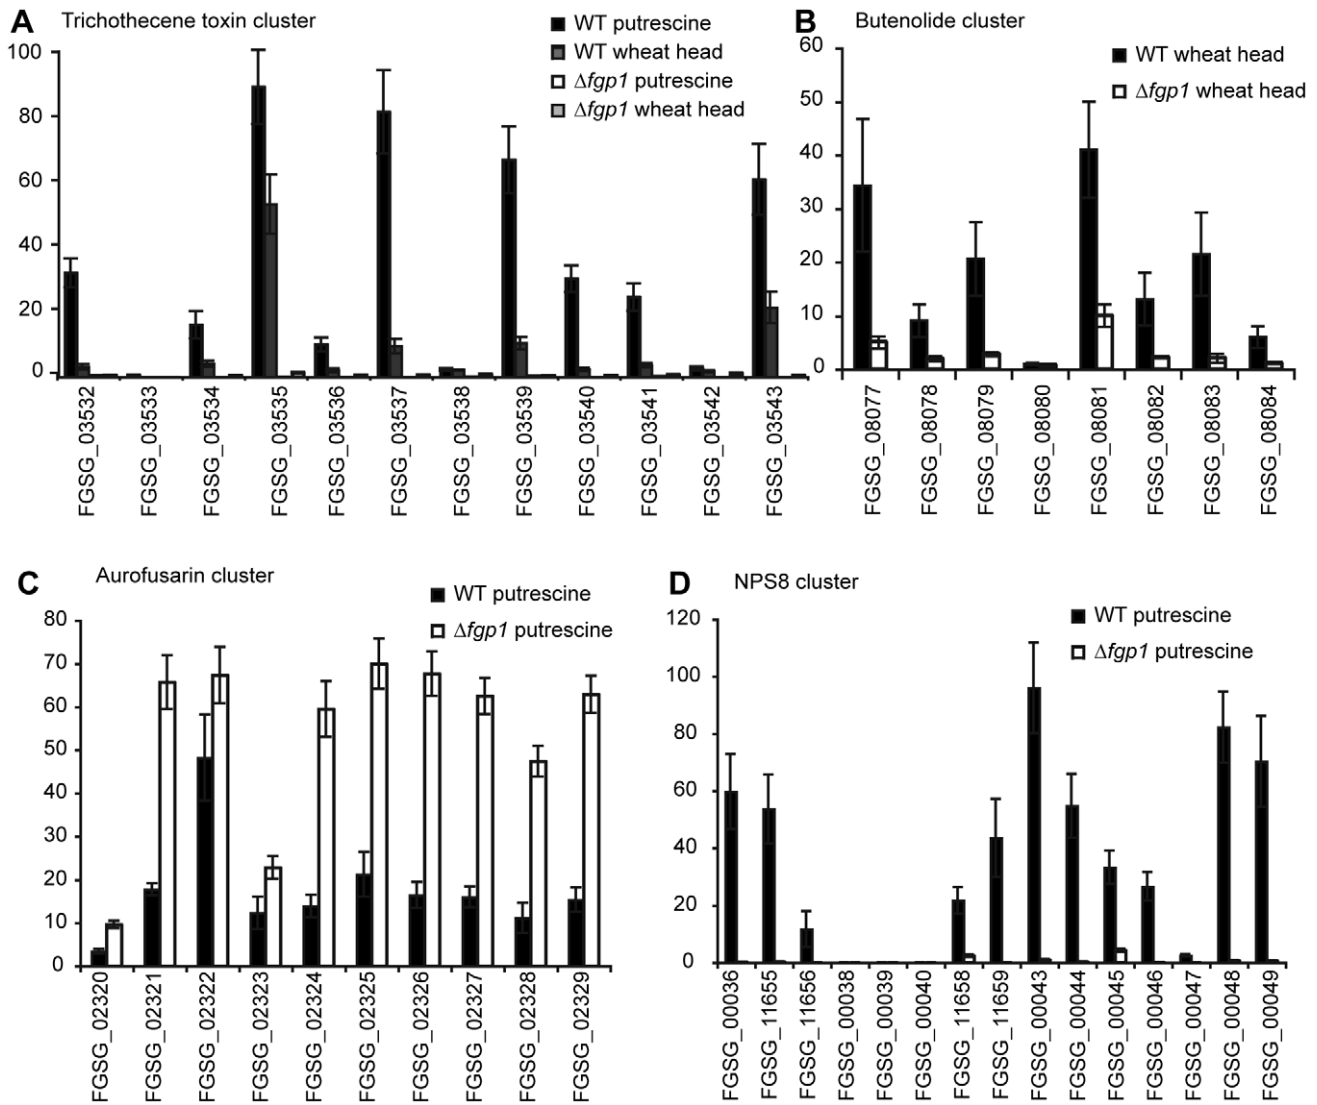 A Trichothecene toxin cluster
WT putrescine
WT wheat head
Δfgp1 putrescine
Δfgp1 wheat head
100
80
60
40
20
0
FGSG_03532
FGSG_03533
FGSG_03534
FGSG_03535
FGSG_03536
FGSG_03537
FGSG_03538
FGSG_03539
FGSG_03540
FGSG_03541
FGSG_03542
FGSG_03543
B Butenolide cluster
WT wheat head
Δfgp1 wheat head
60
50
40
30
20
10
0
FGSG_08077
FGSG_08078
FGSG_08079
FGSG_08080
FGSG_08081
FGSG_08082
FGSG_08083
FGSG_08084
C Aurofusarin cluster
WT putrescine
Δfgp1 putrescine
80
70
60
50
40
30
20
10
0
FGSG_02320
FGSG_02321
FGSG_02322
FGSG_02323
FGSG_02324
FGSG_02325
FGSG_02326
FGSG_02327
FGSG_02328
FGSG_02329
D NPS8 cluster
WT putrescine
Δfgp1 putrescine
120
100
80
60
40
20
0
FGSG_00036
FGSG_11655
FGSG_11656
FGSG_00038
FGSG_00039
FGSG_00040
FGSG_11658
FGSG_11659
FGSG_00043
FGSG_00044
FGSG_00045
FGSG_00046
FGSG_00047
FGSG_00048
FGSG_00049